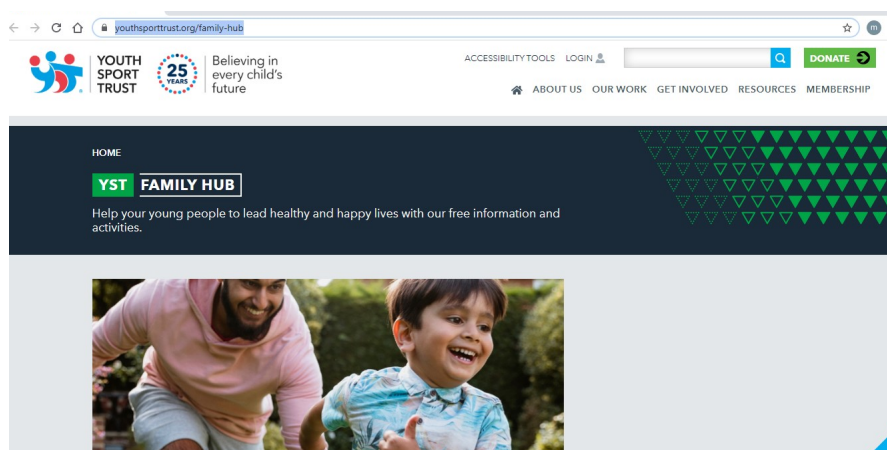 youthsporttrust.org/family-hub
m
YOUTH
SPORT
TRUST
25
YEARS
Believing in
every child's
future
ACCESSIBILITY TOOLS LOGIN
DONATE
ABOUT US OUR WORK GET INVOLVED RESOURCES MEMBERSHIP
HOME
YST FAMILY HUB
Help your young people to lead healthy and happy lives with our free information and
activities.